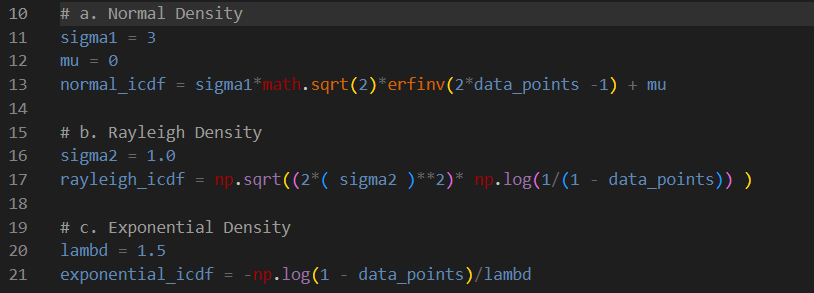 10 # a. Normal Density
11 sigma1 = 3
12 mu = 0
13 normal_icdf = sigma1*math.sqrt(2)*erfinv(2*data_points -1) + mu
14
15 # b. Rayleigh Density
16 sigma2 = 1.0
17 rayleigh_icdf = np.sqrt((2*( sigma2 )**2)* np.log(1/(1 - data_points)) )
18
19 # c. Exponential Density
20 lambd = 1.5
21 exponential_icdf = -np.log(1 - data_points)/lambd